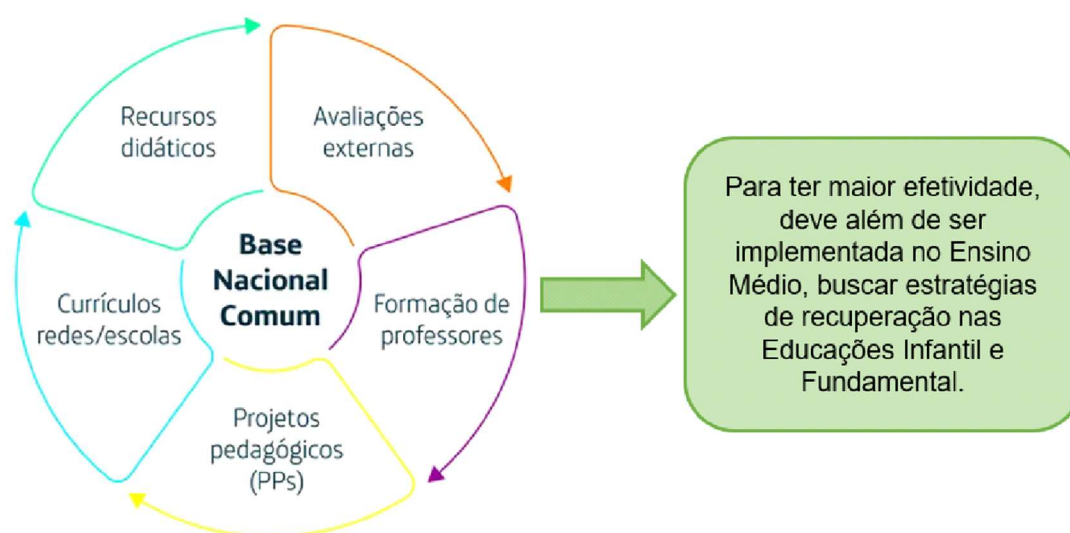 Recursos
didáticos
Avaliações
externas
Base
Nacional
Comum
Currículos
redes/escolas
Formação de
professores
Projetos
pedagógicos
(PPs)
Para ter maior efetividade,
deve além de ser
implementada no Ensino
Médio, buscar estratégias
de recuperação nas
Educações Infantil e
Fundamental.